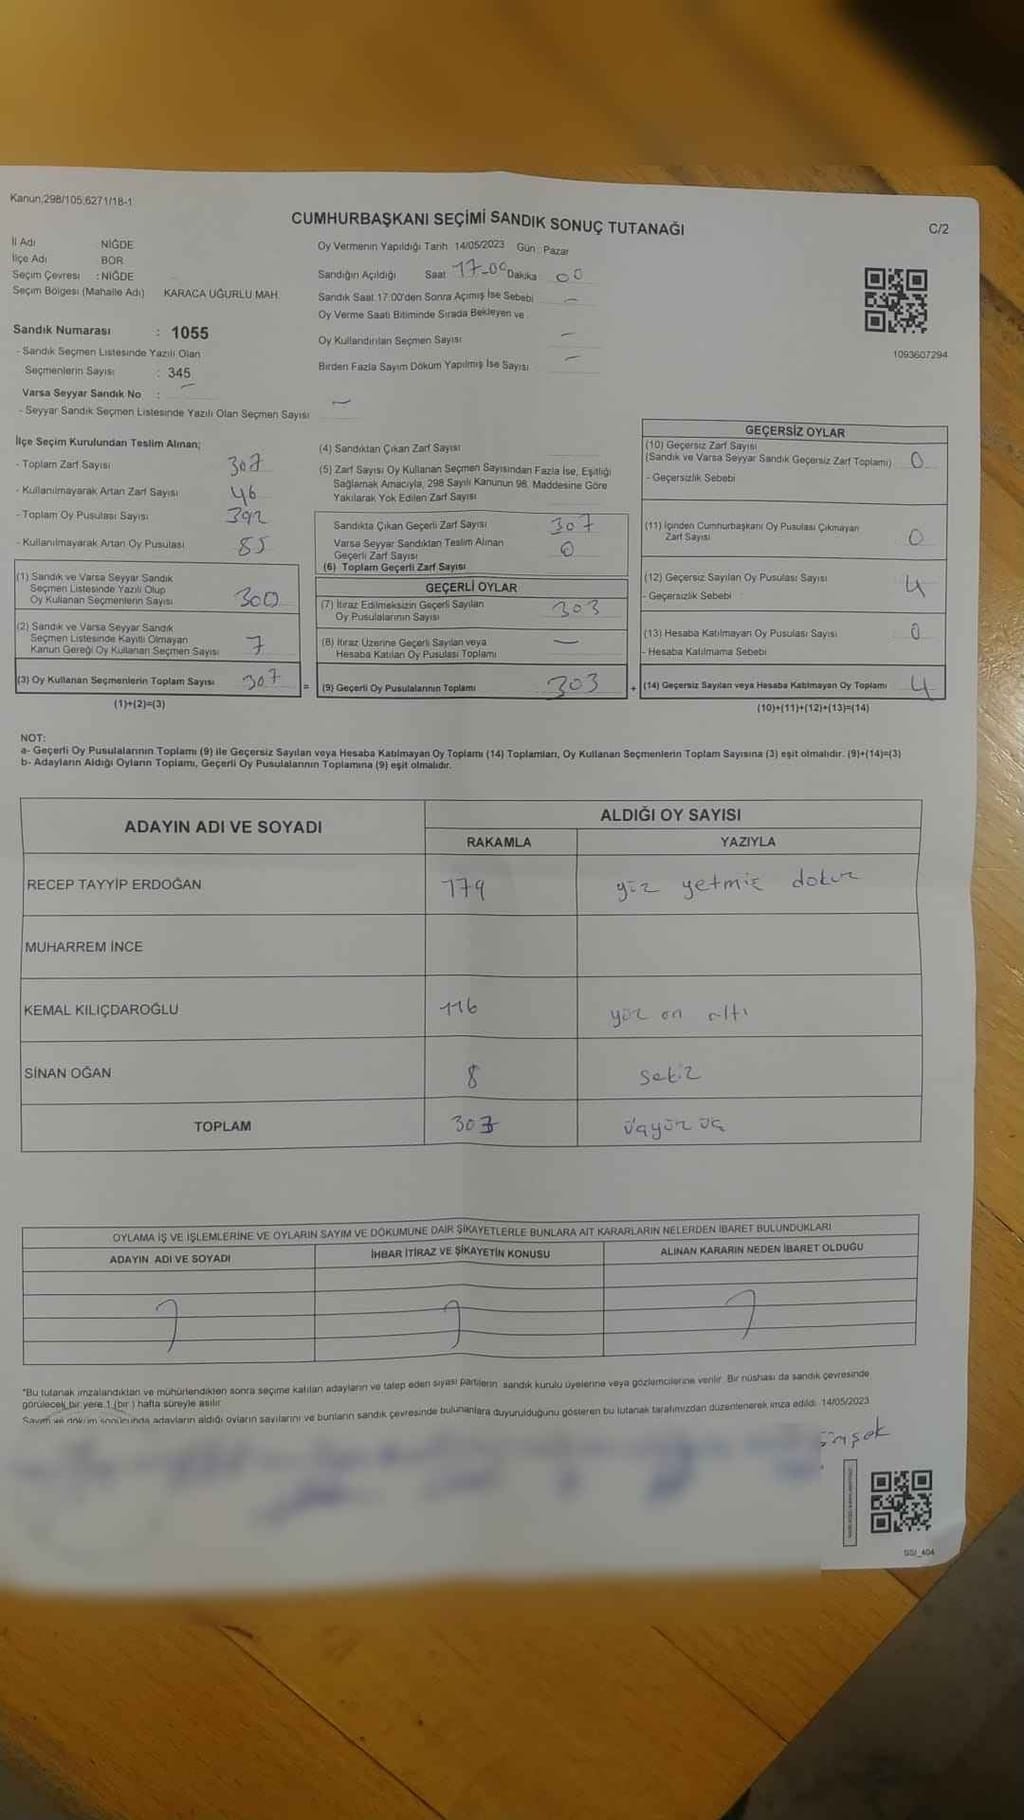 Kanun;298/105,6271/18-1
CUMHURBAŞKANI SEÇİMİ SANDIK SONUÇ TUTANAĞI
C/2
İl Adı NİĞDE
İlçe Adı BOR
Seçim Çevresi : NİĞDE
Seçim Bölgesi (Mahalle Adı) KARACA UĞURLU MAH.
Sandık Numarası : 1055
- Sandık Seçmen Listesinde Yazılı Olan
Seçmenlerin Sayısı : 345
Varsa Seyyar Sandık No : -
- Seyyar Sandık Seçmen Listesinde Yazılı Olan Seçmen Sayısı -
Oy Vermenin Yapıldığı Tarih 14/05/2023 Gün : Pazar
Sandığın Açıldığı Saat 17-00 Dakika 00
Sandık Saat 17:00'den Sonra Açımış İse Sebebi -
Oy Verme Saati Bitiminde Sırada Bekleyen ve
Oy Kullandırılan Seçmen Sayısı -
Birden Fazla Sayım Döküm Yapılmış İse Sayısı -
1093607294
İlçe Seçim Kurulundan Teslim Alınan;
- Toplam Zarf Sayısı 307
- Kullanılmayarak Artan Zarf Sayısı 46
- Toplam Oy Pusulası Sayısı 392
- Kullanılmayarak Artan Oy Pusulası 85
(1) Sandık ve Varsa Seyyar Sandık
Seçmen Listesinde Yazılı Olup
Oy Kullanan Seçmenlerin Sayısı 300
(2) Sandık ve Varsa Seyyar Sandık
Seçmen Listesinde Kayıtlı Olmayan
Kanun Gereği Oy Kullanan Seçmen Sayısı 7
(3) Oy Kullanan Seçmenlerin Toplam Sayısı 307
(1)+(2)=(3)
(4) Sandıktan Çıkan Zarf Sayısı
(5) Zarf Sayısı Oy Kullanan Seçmen Sayısından Fazla İse, Eşitliği
Sağlamak Amacıyla, 298 Sayılı Kanunun 98. Maddesine Göre
Yakılarak Yok Edilen Zarf Sayısı
Sandıkta Çıkan Geçerli Zarf Sayısı 307
Varsa Seyyar Sandıktan Teslim Alınan
Geçerli Zarf Sayısı 0
(6) Toplam Geçerli Zarf Sayısı
GEÇERLİ OYLAR
(7) İtiraz Edilmeksizin Geçerli Sayılan
Oy Pusulalarının Sayısı 303
(8) İtiraz Üzerine Geçerli Sayılan veya
Hesaba Katılan Oy Pusulası Toplamı -
= (9) Geçerli Oy Pusulalarının Toplamı 303
GEÇERSİZ OYLAR
(10) Geçersiz Zarf Sayısı
(Sandık ve Varsa Seyyar Sandık Geçersiz Zarf Toplamı) 0
- Geçersizlik Sebebi
(11) İçinden Cumhurbaşkanı Oy Pusulası Çıkmayan
Zarf Sayısı 0
(12) Geçersiz Sayılan Oy Pusulası Sayısı 4
- Geçersizlik Sebebi
(13) Hesaba Katılmayan Oy Pusulası Sayısı 0
- Hesaba Katılmama Sebebi
+ (14) Geçersiz Sayılan veya Hesaba Katılmayan Oy Toplamı 4
(10)+(11)+(12)+(13)=(14)
NOT:
a- Geçerli Oy Pusulalarının Toplamı (9) ile Geçersiz Sayılan veya Hesaba Katılmayan Oy Toplamı (14) Toplamları, Oy Kullanan Seçmenlerin Toplam Sayısına (3) eşit olmalıdır. (9)+(14)=(3)
b- Adayların Aldığı Oyların Toplamı, Geçerli Oy Pusulalarının Toplamına (9) eşit olmalıdır.
ADAYIN ADI VE SOYADI ALDIĞI OY SAYISI
RAKAMLA YAZIYLA
RECEP TAYYİP ERDOĞAN 179 yüz yetmiş dokuz
MUHARREM İNCE
KEMAL KILIÇDAROĞLU 116 yüz on altı
SİNAN OĞAN 8 sekiz
TOPLAM 303 üçyüz üç
OYLAMA İŞ VE İŞLEMLERİNE VE OYLARIN SAYIM VE DÖKÜMÜNE DAİR ŞİKAYETLERLE BUNLARA AİT KARARLARIN NELERDEN İBARET BULUNDUKLARI
ADAYIN ADI VE SOYADI İHBAR İTİRAZ VE ŞİKAYETİN KONUSU ALINAN KARARIN NEDEN İBARET OLDUĞU
*Bu tutanak imzalandıktan ve mühürlendikten sonra seçime katılan adayların ve talep eden siyasi partilerin sandık kurulu üyelerine veya gözlemcilerine verilir. Bir nüshası da sandık çevresinde
görülecek bir yere 1 (bir) hafta süreyle asılır.
Sayım ve döküm sonucunda adayların aldığı oyların sayılarını ve bunların sandık çevresinde bulunanlara duyurulduğunu gösteren bu tutanak tarafımızdan düzenlenerek imza edildi. 14/05/2023